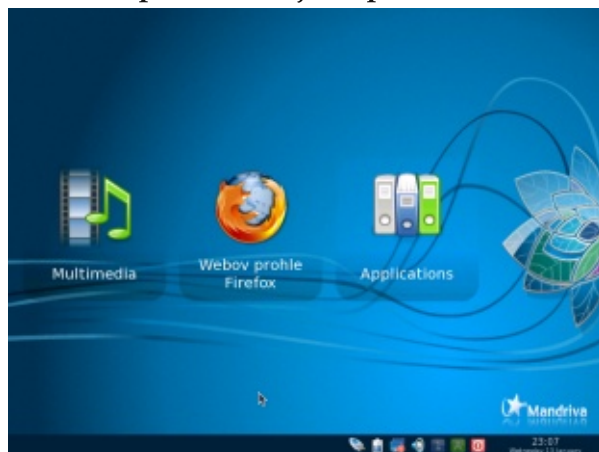 Multimedia
Webov prohle
Firefox
Applications
Mandriva
23:07